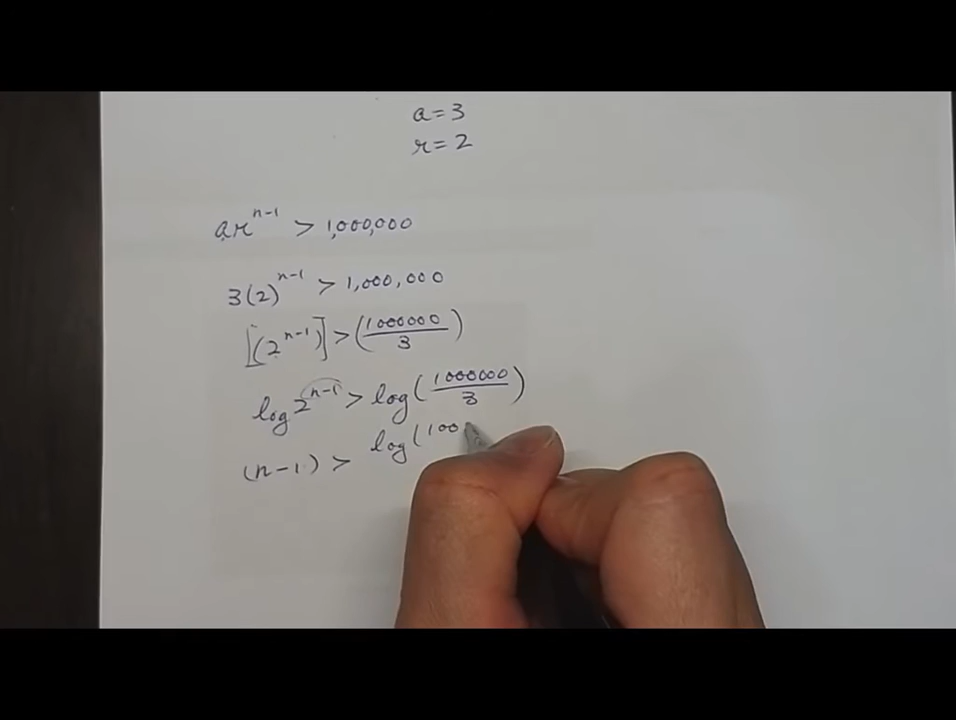 a=3
r=2
ar^{n-1} > 1,000,000
3(2)^{n-1} > 1,000,000
[(2^{n-1})] > (1000000/3)
log 2^{n-1} > log(1000000/3)
(n-1) > log(100